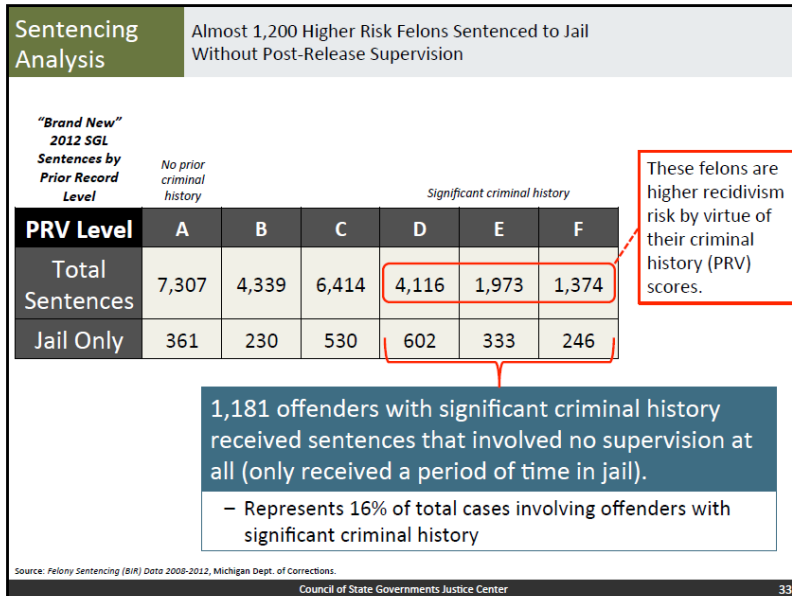 Sentencing
Analysis
Almost 1,200 Higher Risk Felons Sentenced to Jail
Without Post-Release Supervision
“Brand New”
2012 SGL
Sentences by
Prior Record
Level
No prior
criminal
history
Significant criminal history
PRV Level A B C D E F
Total
Sentences
7,307 4,339 6,414 4,116 1,973 1,374
Jail Only 361 230 530 602 333 246
These felons are
higher recidivism
risk by virtue of
their criminal
history (PRV)
scores.
1,181 offenders with significant criminal history
received sentences that involved no supervision at
all (only received a period of time in jail).
– Represents 16% of total cases involving offenders with
significant criminal history
Source: Felony Sentencing (BIR) Data 2008-2012, Michigan Dept. of Corrections.
Council of State Governments Justice Center 33